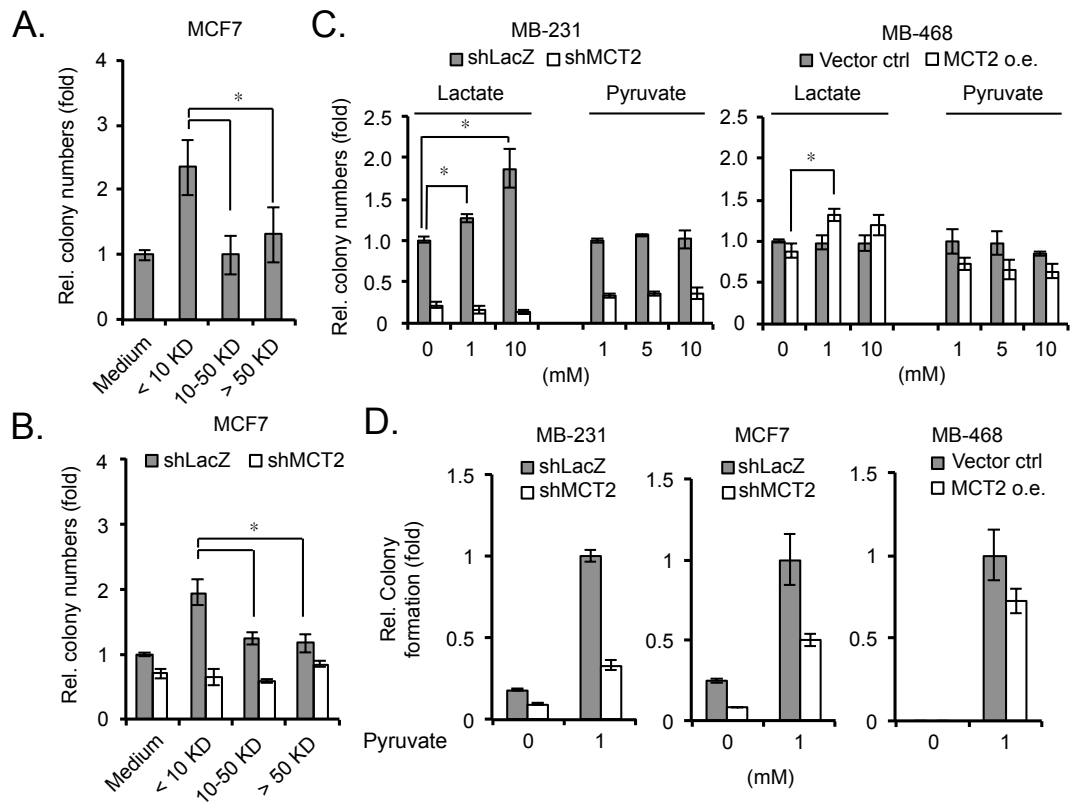 A.
MCF7
Rel. colony numbers (fold)
4
3
2
1
0
*
Medium
< 10 KD
10-50 KD
> 50 KD
B.
MCF7
shLacZ shMCT2
Rel. colony numbers (fold)
4
3
2
1
0
*
Medium
< 10 KD
10-50 KD
> 50 KD
C.
MB-231
shLacZ shMCT2
Lactate Pyruvate
Rel. colony numbers (fold)
2.5
2.0
1.5
1.0
0.5
0
*
*
0 1 10 1 5 10
(mM)
MB-468
Vector ctrl MCT2 o.e.
Lactate Pyruvate
2.5
2.0
1.5
1.0
0.5
0
*
0 1 10 1 5 10
(mM)
D.
MB-231
shLacZ
shMCT2
Rel. Colony
formation (fold)
1.5
1
0.5
0
Pyruvate 0 1
MCF7
shLacZ
shMCT2
1.5
1
0.5
0
0 1
(mM)
MB-468
Vector ctrl
MCT2 o.e.
1.5
1
0.5
0
0 1